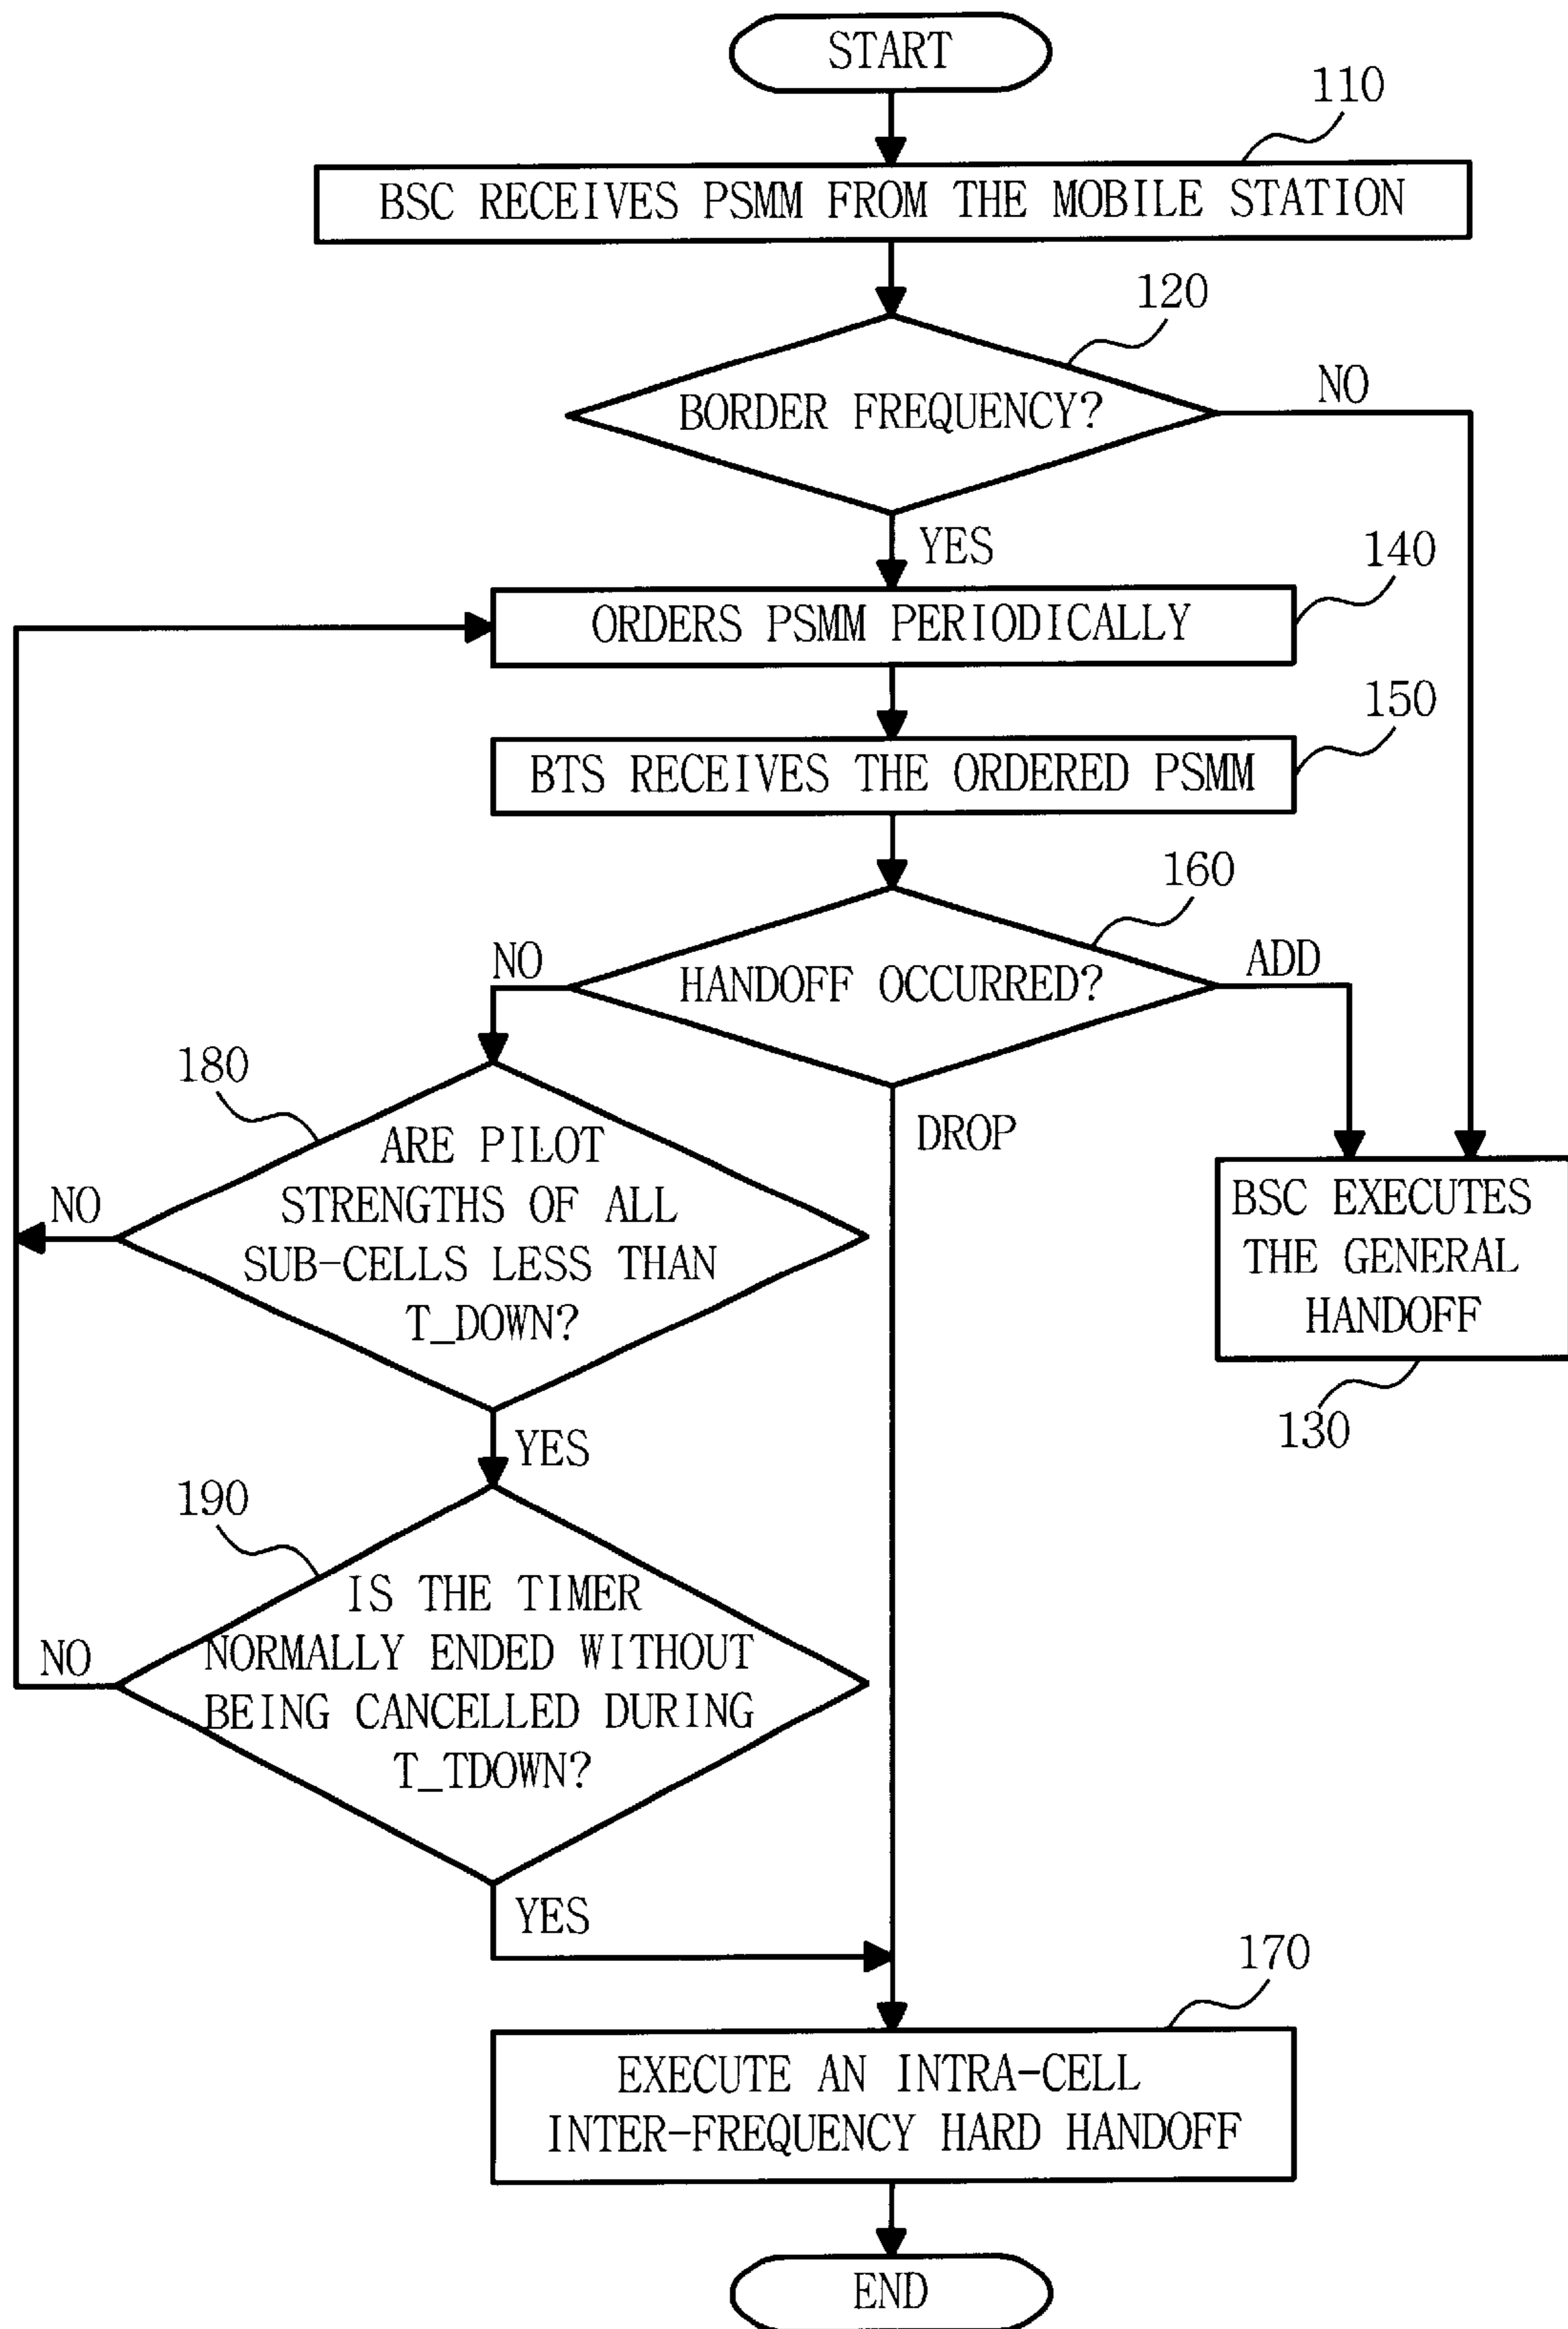 START
110
BSC RECEIVES PSMM FROM THE MOBILE STATION
120
BORDER FREQUENCY?
NO
YES
140
ORDERS PSMM PERIODICALLY
150
BTS RECEIVES THE ORDERED PSMM
160
HANDOFF OCCURRED?
NO
ADD
DROP
180
ARE PILOT
STRENGTHS OF ALL
SUB-CELLS LESS THAN
T_DOWN?
NO
YES
BSC EXECUTES
THE GENERAL
HANDOFF
130
190
IS THE TIMER
NORMALLY ENDED WITHOUT
BEING CANCELLED DURING
T_TDOWN?
NO
YES
170
EXECUTE AN INTRA-CELL
INTER-FREQUENCY HARD HANDOFF
END